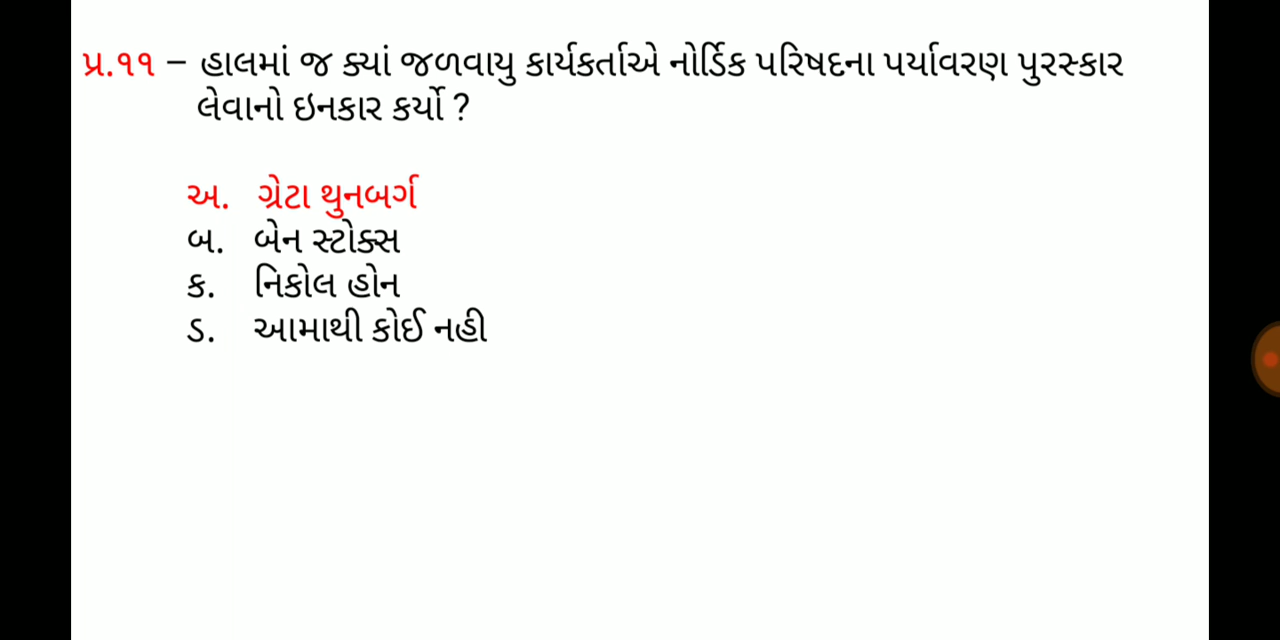 પ્ર.૧૧ – હાલમાં જ ક્યાં જળવાયુ કાર્યકર્તાએ નોર્ડિક પરિષદના પર્યાવરણ પુરસ્કાર
લેવાનો ઇનકાર કર્યો ?
અ. ગ્રેટા થુનબર્ગ
બ. બેન સ્ટોક્સ
ક. નિકોલ હોન
ડ. આમાથી કોઈ નહી